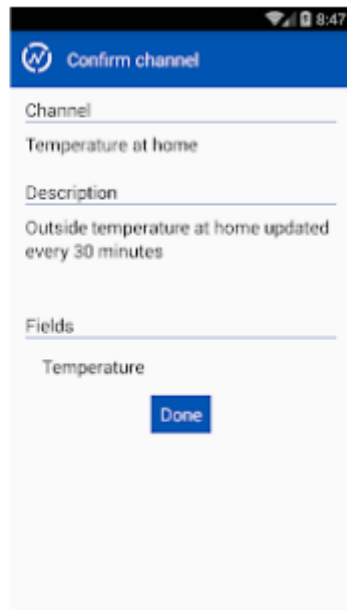 8:47
Confirm channel
Channel
Temperature at home
Description
Outside temperature at home updated
every 30 minutes
Fields
Temperature
Done